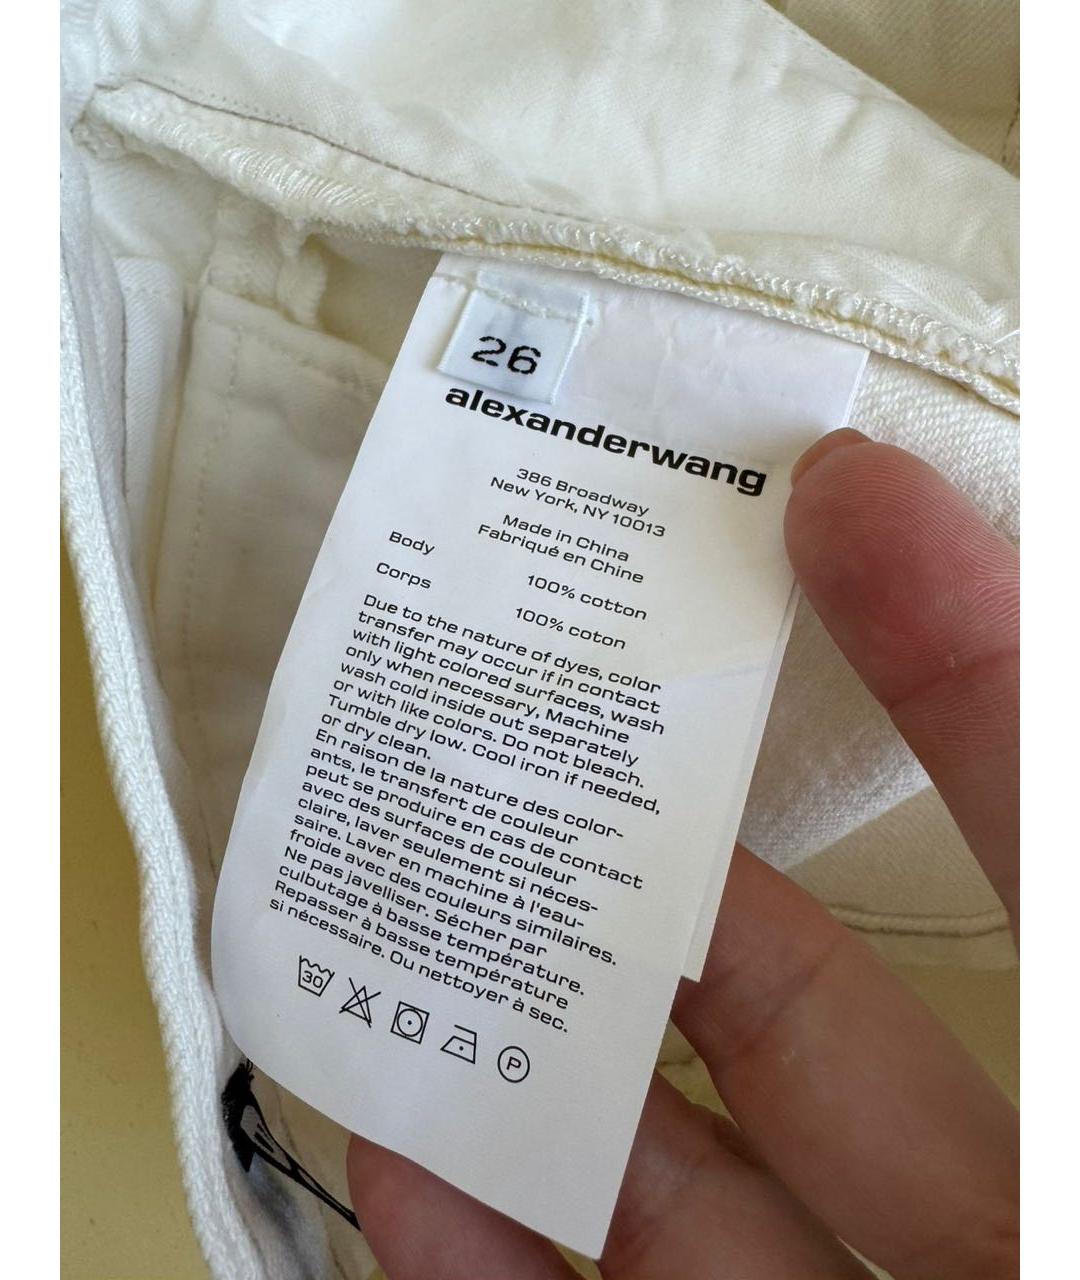 26
alexanderwang
386 Broadway
New York, NY 10013
Made in China
Fabriqué en Chine
Body 100% cotton
Corps 100% coton
Due to the nature of dyes, color
transfer may occur if in contact
with light colored surfaces, wash
only when necessary, Machine
wash cold inside out separately
or with like colors. Do not bleach.
Tumble dry low. Cool iron if needed,
or dry clean.
En raison de la nature des color-
ants, le transfert de couleur
peut se produire en cas de contact
avec des surfaces de couleur
claire, laver seulement si néces-
saire. Laver en machine à l'eau-
froide avec des couleurs similaires.
Ne pas javelliser. Sécher par
culbutage à basse température.
Repasser à basse température
si nécessaire. Ou nettoyer à sec.
30
P